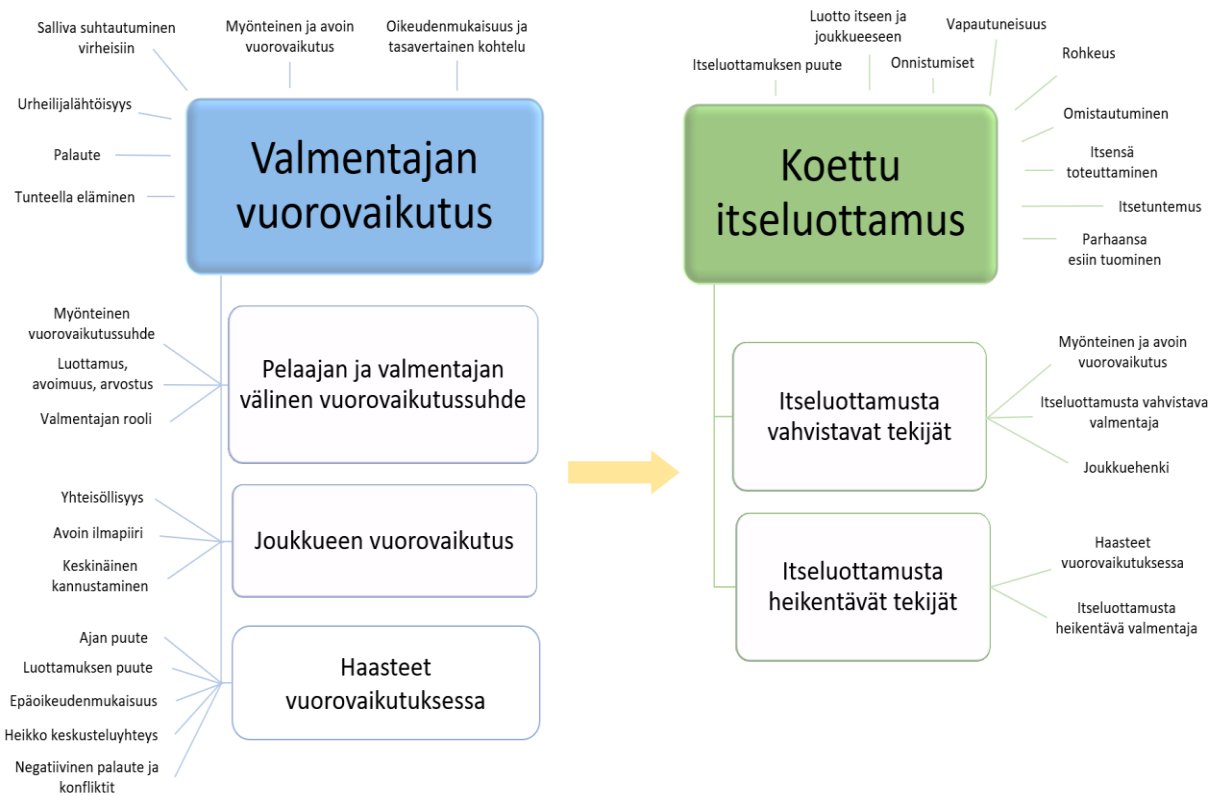 Salliva suhtautuminen
virheisiin
Myönteinen ja avoin
vuorovaikutus
Oikeudenmukaisuus ja
tasavertainen kohtelu
Urheilijalähtöisyys
Palaute
Tunteella eläminen
Valmentajan
vuorovaikutus
Myönteinen
vuorovaikutussuhde
Luottamus,
avoimuus, arvostus
Valmentajan rooli
Pelaajan ja valmentajan
välinen vuorovaikutussuhde
Yhteisöllisyys
Avoin ilmapiiri
Keskinäinen
kannustaminen
Joukkueen vuorovaikutus
Ajan puute
Luottamuksen puute
Epäoikeudenmukaisuus
Heikko keskusteluyhteys
Negatiivinen palaute ja
konfliktit
Haasteet
vuorovaikutuksessa
Itseluottamuksen puute
Luotto itseen ja
joukkueeseen
Onnistumiset
Vapautuneisuus
Rohkeus
Omistautuminen
Itsensä
toteuttaminen
Itsetuntemus
Parhaansa
esiin tuominen
Koettu
itseluottamus
Itseluottamusta
vahvistavat tekijät
Myönteinen ja avoin
vuorovaikutus
Itseluottamusta vahvistava
valmentaja
Joukkuehenki
Itseluottamusta
heikentävät tekijät
Haasteet
vuorovaikutuksessa
Itseluottamusta
heikentävä valmentaja